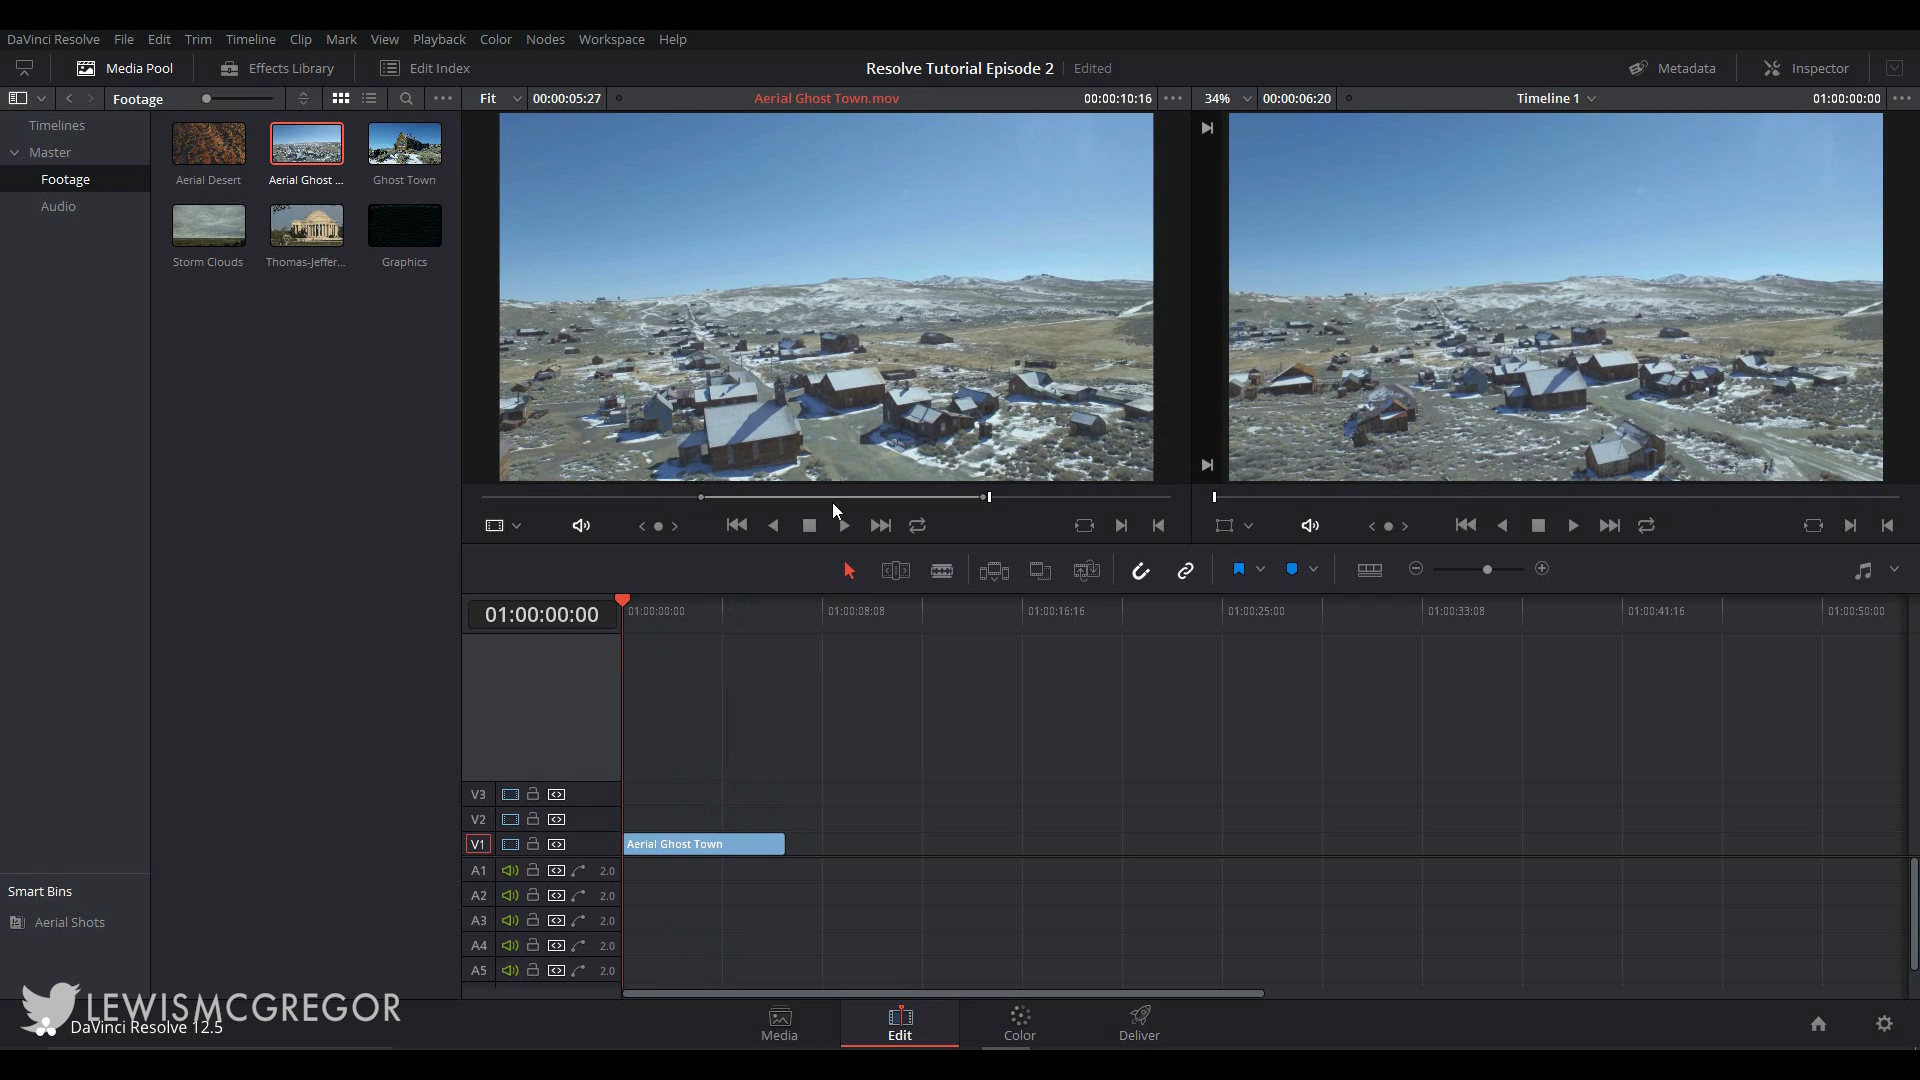 DaVinci Resolve File Edit Trim Timeline Clip Mark View Playback Color Nodes Workspace Help
Media Pool Effects Library Edit Index Resolve Tutorial Episode 2 Edited Metadata Inspector
Footage Fit 00:00:05:27 Aerial Ghost Town.mov 00:00:10:16 34% 00:00:06:20 Timeline 1 01:00:00:00
Timelines
Master
Footage
Audio
Aerial Desert Aerial Ghost ... Ghost Town
Storm Clouds Thomas-Jeffer... Graphics
01:00:00:00 01:00:00:00 01:00:08:08 01:00:16:16 01:00:25:00 01:00:33:08 01:00:41:16 01:00:50:00
V3
V2
V1 Aerial Ghost Town
A1 2.0
A2 2.0
A3 2.0
A4 2.0
A5 2.0
Smart Bins
Aerial Shots
LEWISMCGREGOR
DaVinci Resolve 12.5
Media Edit Color Deliver